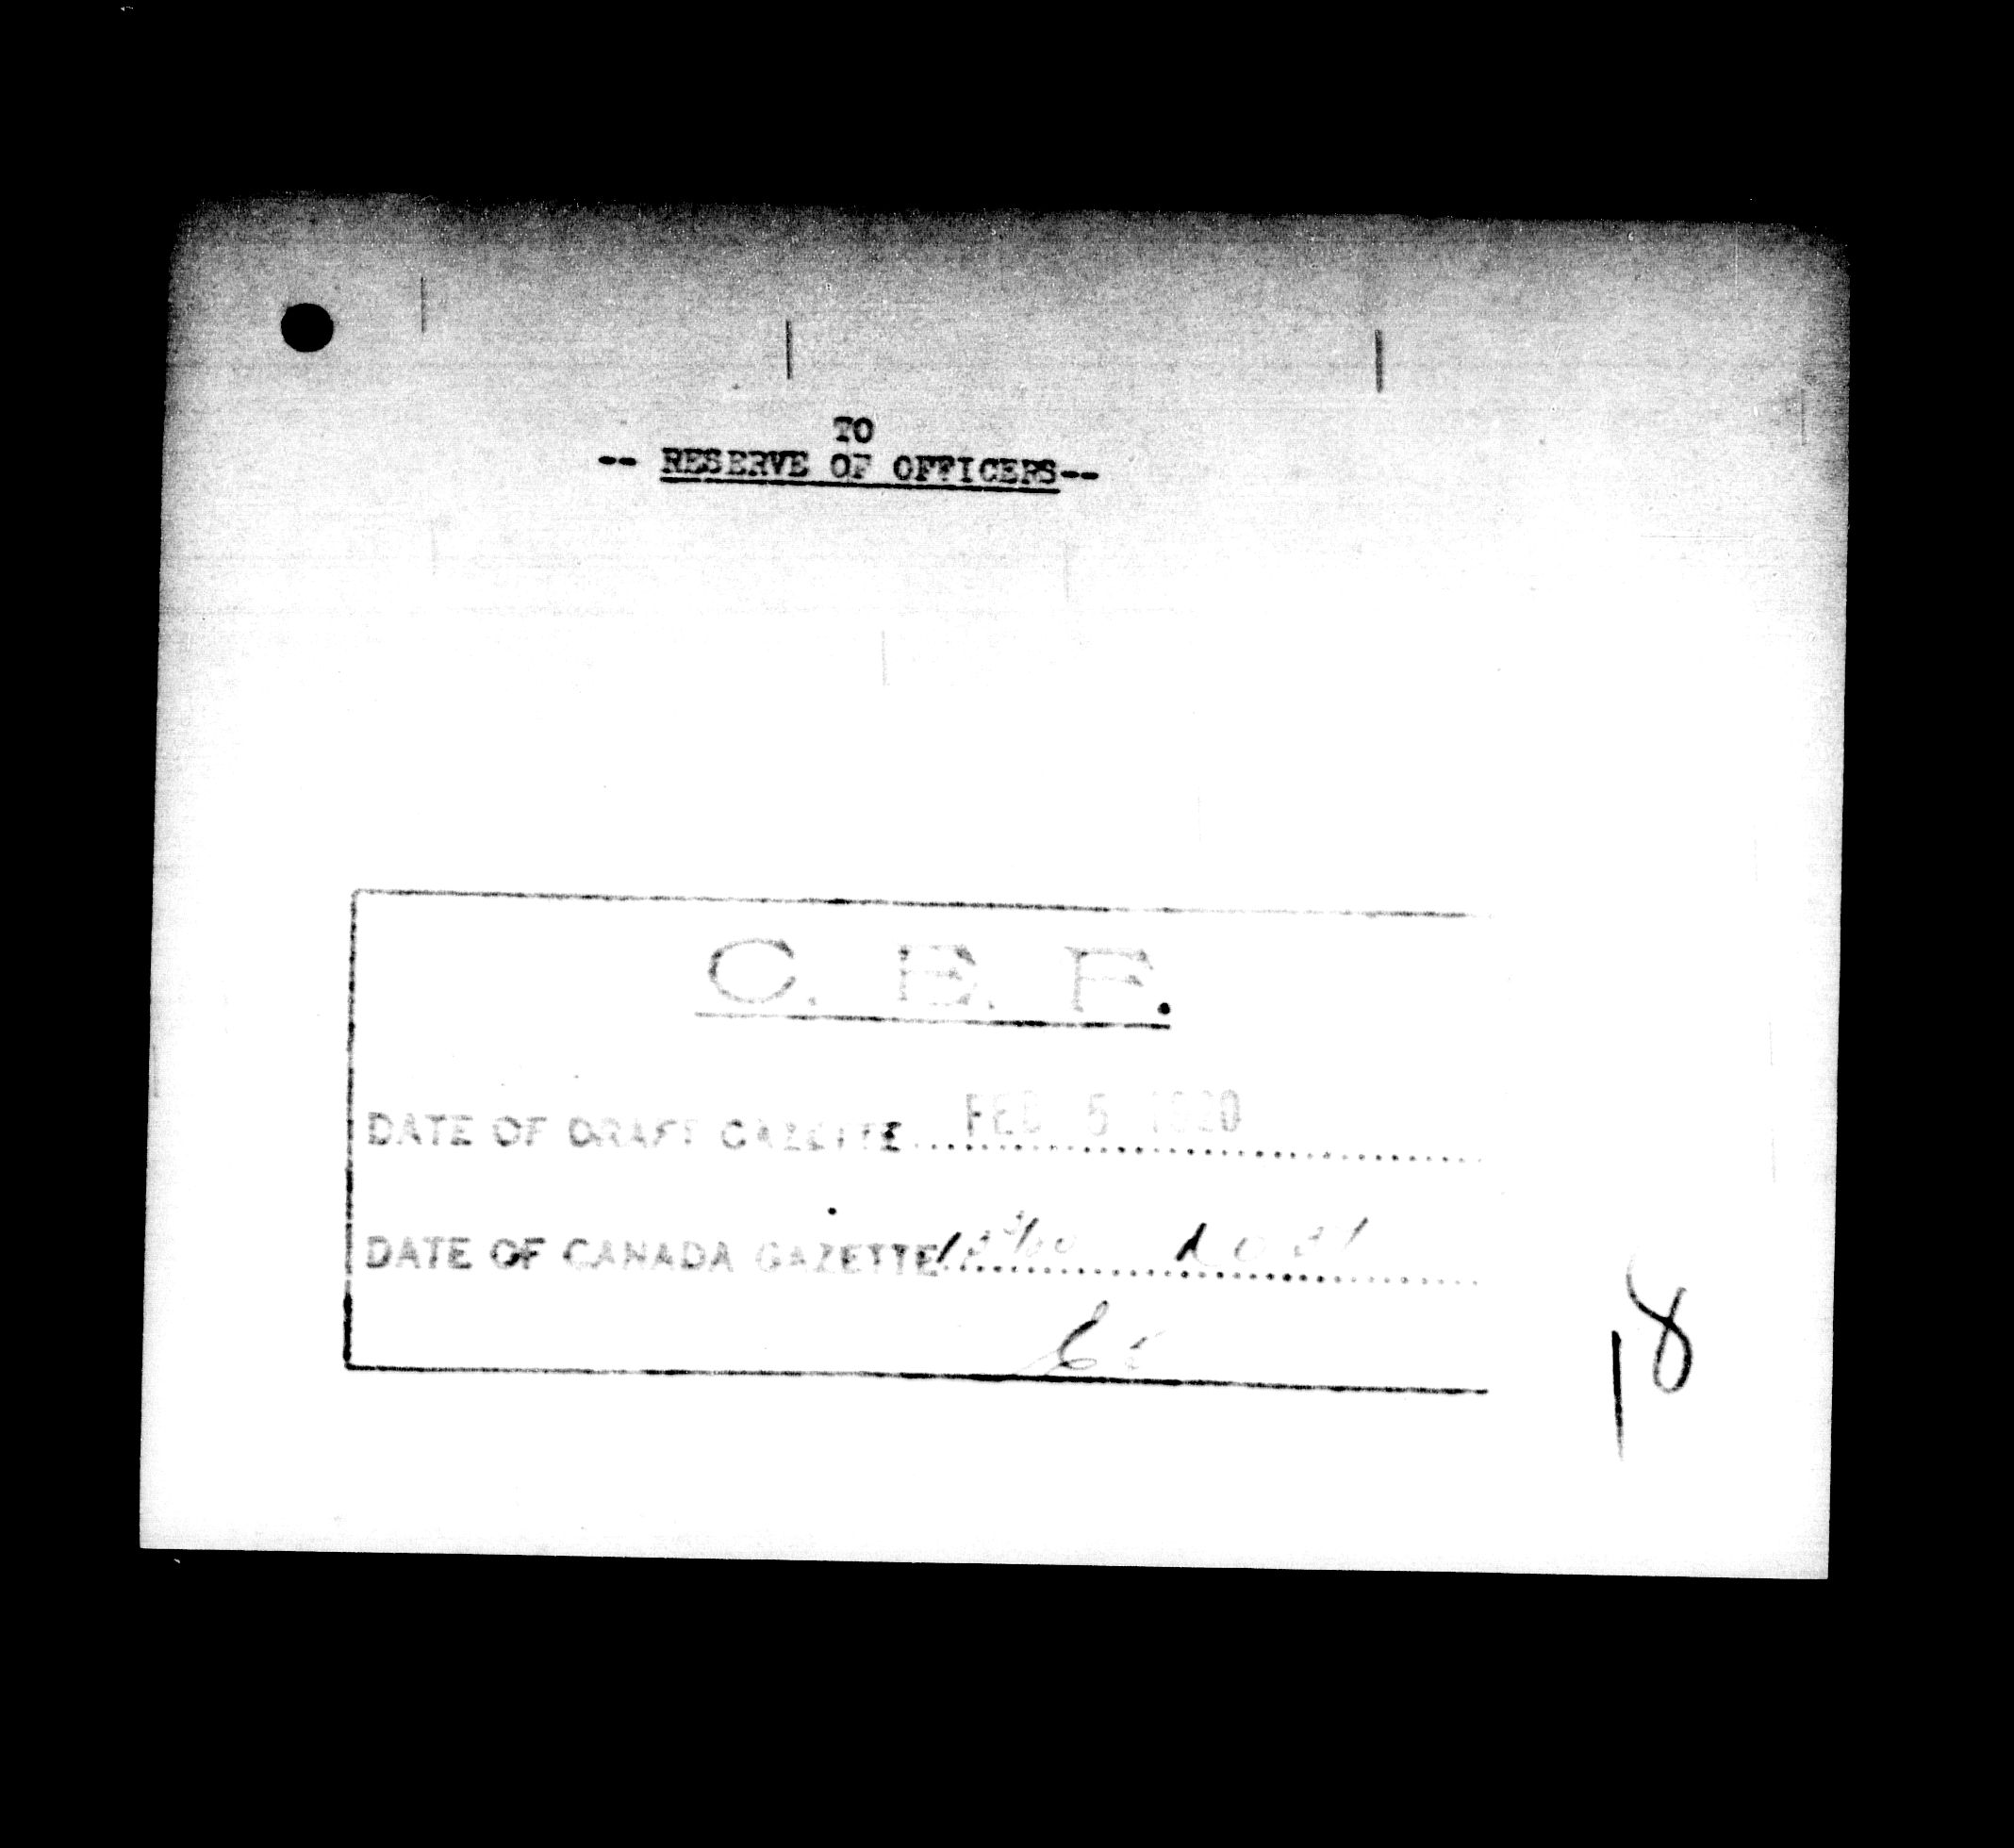 TO
-- RESERVE OF OFFICERS--
C. E. F.
DATE OF DRAFT GAZETTE FEB 5 1920
DATE OF CANADA GAZETTE
18